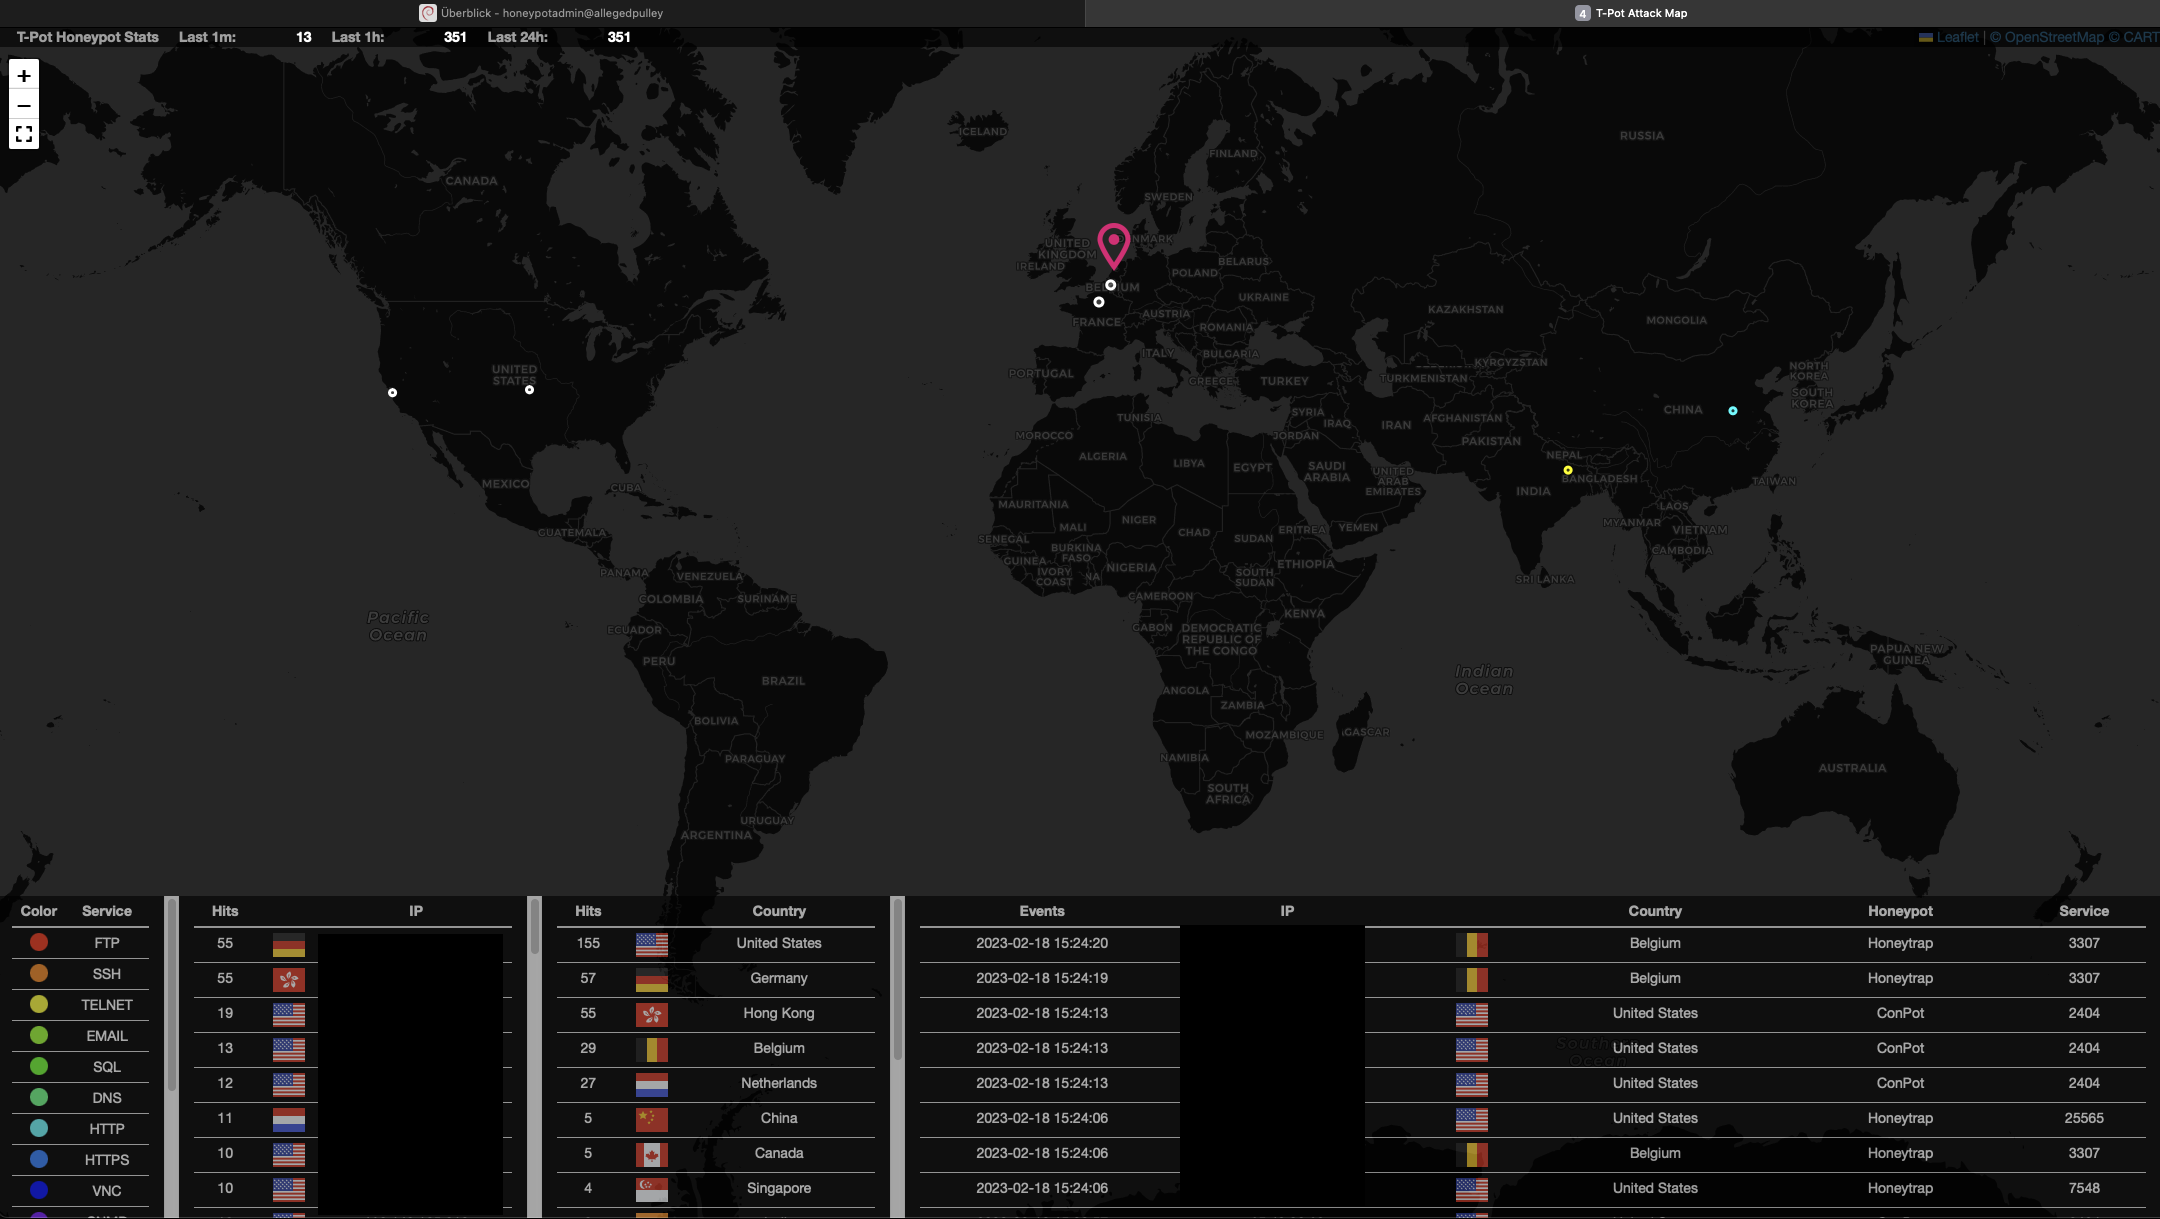 Überblick - honeypotadmin@allegedpulley
4 T-Pot Attack Map
T-Pot Honeypot Stats Last 1m: 13 Last 1h: 351 Last 24h: 351
Leaflet | © OpenStreetMap © CART
+
−
ICELAND
RUSSIA
FINLAND
CANADA
SWEDEN
NMARK
UNITED
KINGDOM
IRELAND
BELARUS
POLAND
BELGIUM
UKRAINE
KAZAKHSTAN
AUSTRIA
FRANCE
MONGOLIA
ROMANIA
ITALY
BULGARIA
KYRGYZSTAN
UNITED
STATES
PORTUGAL
GREECE
TURKEY
TURKMENISTAN
NORTH
KOREA
SOUTH
KOREA
CHINA
TUNISIA
SYRIA
IRAQ
IRAN
AFGHANISTAN
MOROCCO
JORDAN
PAKISTAN
ALGERIA
LIBYA
EGYPT
SAUDI
ARABIA
UNITED
ARAB
EMIRATES
NEPAL
BANGLADESH
TAIWAN
MEXICO
CUBA
INDIA
MAURITANIA
LAOS
MALI
NIGER
CHAD
SUDAN
ERITREA
YEMEN
MYANMAR
VIETNAM
GUATEMALA
SENEGAL
BURKINA
FASO
CAMBODIA
GUINEA
IVORY
COAST
NA
NIGERIA
SOUTH
SUDAN
ETHIOPIA
SRI LANKA
PANAMA
VENEZUELA
COLOMBIA
SURINAME
CAMEROON
KENYA
Pacific
Ocean
ECUADOR
GABON
DEMOCRATIC
REPUBLIC OF
THE CONGO
PERU
PAPUA NEW
GUINEA
Indian
Ocean
BRAZIL
ANGOLA
ZAMBIA
BOLIVIA
MOZAMBIQUE
GASCAR
PARAGUAY
NAMIBIA
AUSTRALIA
SOUTH
AFRICA
URUGUAY
ARGENTINA
Southern
Ocean
Color Service
FTP
SSH
TELNET
EMAIL
SQL
DNS
HTTP
HTTPS
VNC
Hits IP
55
55
19
13
12
11
10
10
Hits Country
155 United States
57 Germany
55 Hong Kong
29 Belgium
27 Netherlands
5 China
5 Canada
4 Singapore
Events IP Country Honeypot Service
2023-02-18 15:24:20 Belgium Honeytrap 3307
2023-02-18 15:24:19 Belgium Honeytrap 3307
2023-02-18 15:24:13 United States ConPot 2404
2023-02-18 15:24:13 United States ConPot 2404
2023-02-18 15:24:13 United States ConPot 2404
2023-02-18 15:24:06 United States Honeytrap 25565
2023-02-18 15:24:06 Belgium Honeytrap 3307
2023-02-18 15:24:06 United States Honeytrap 7548